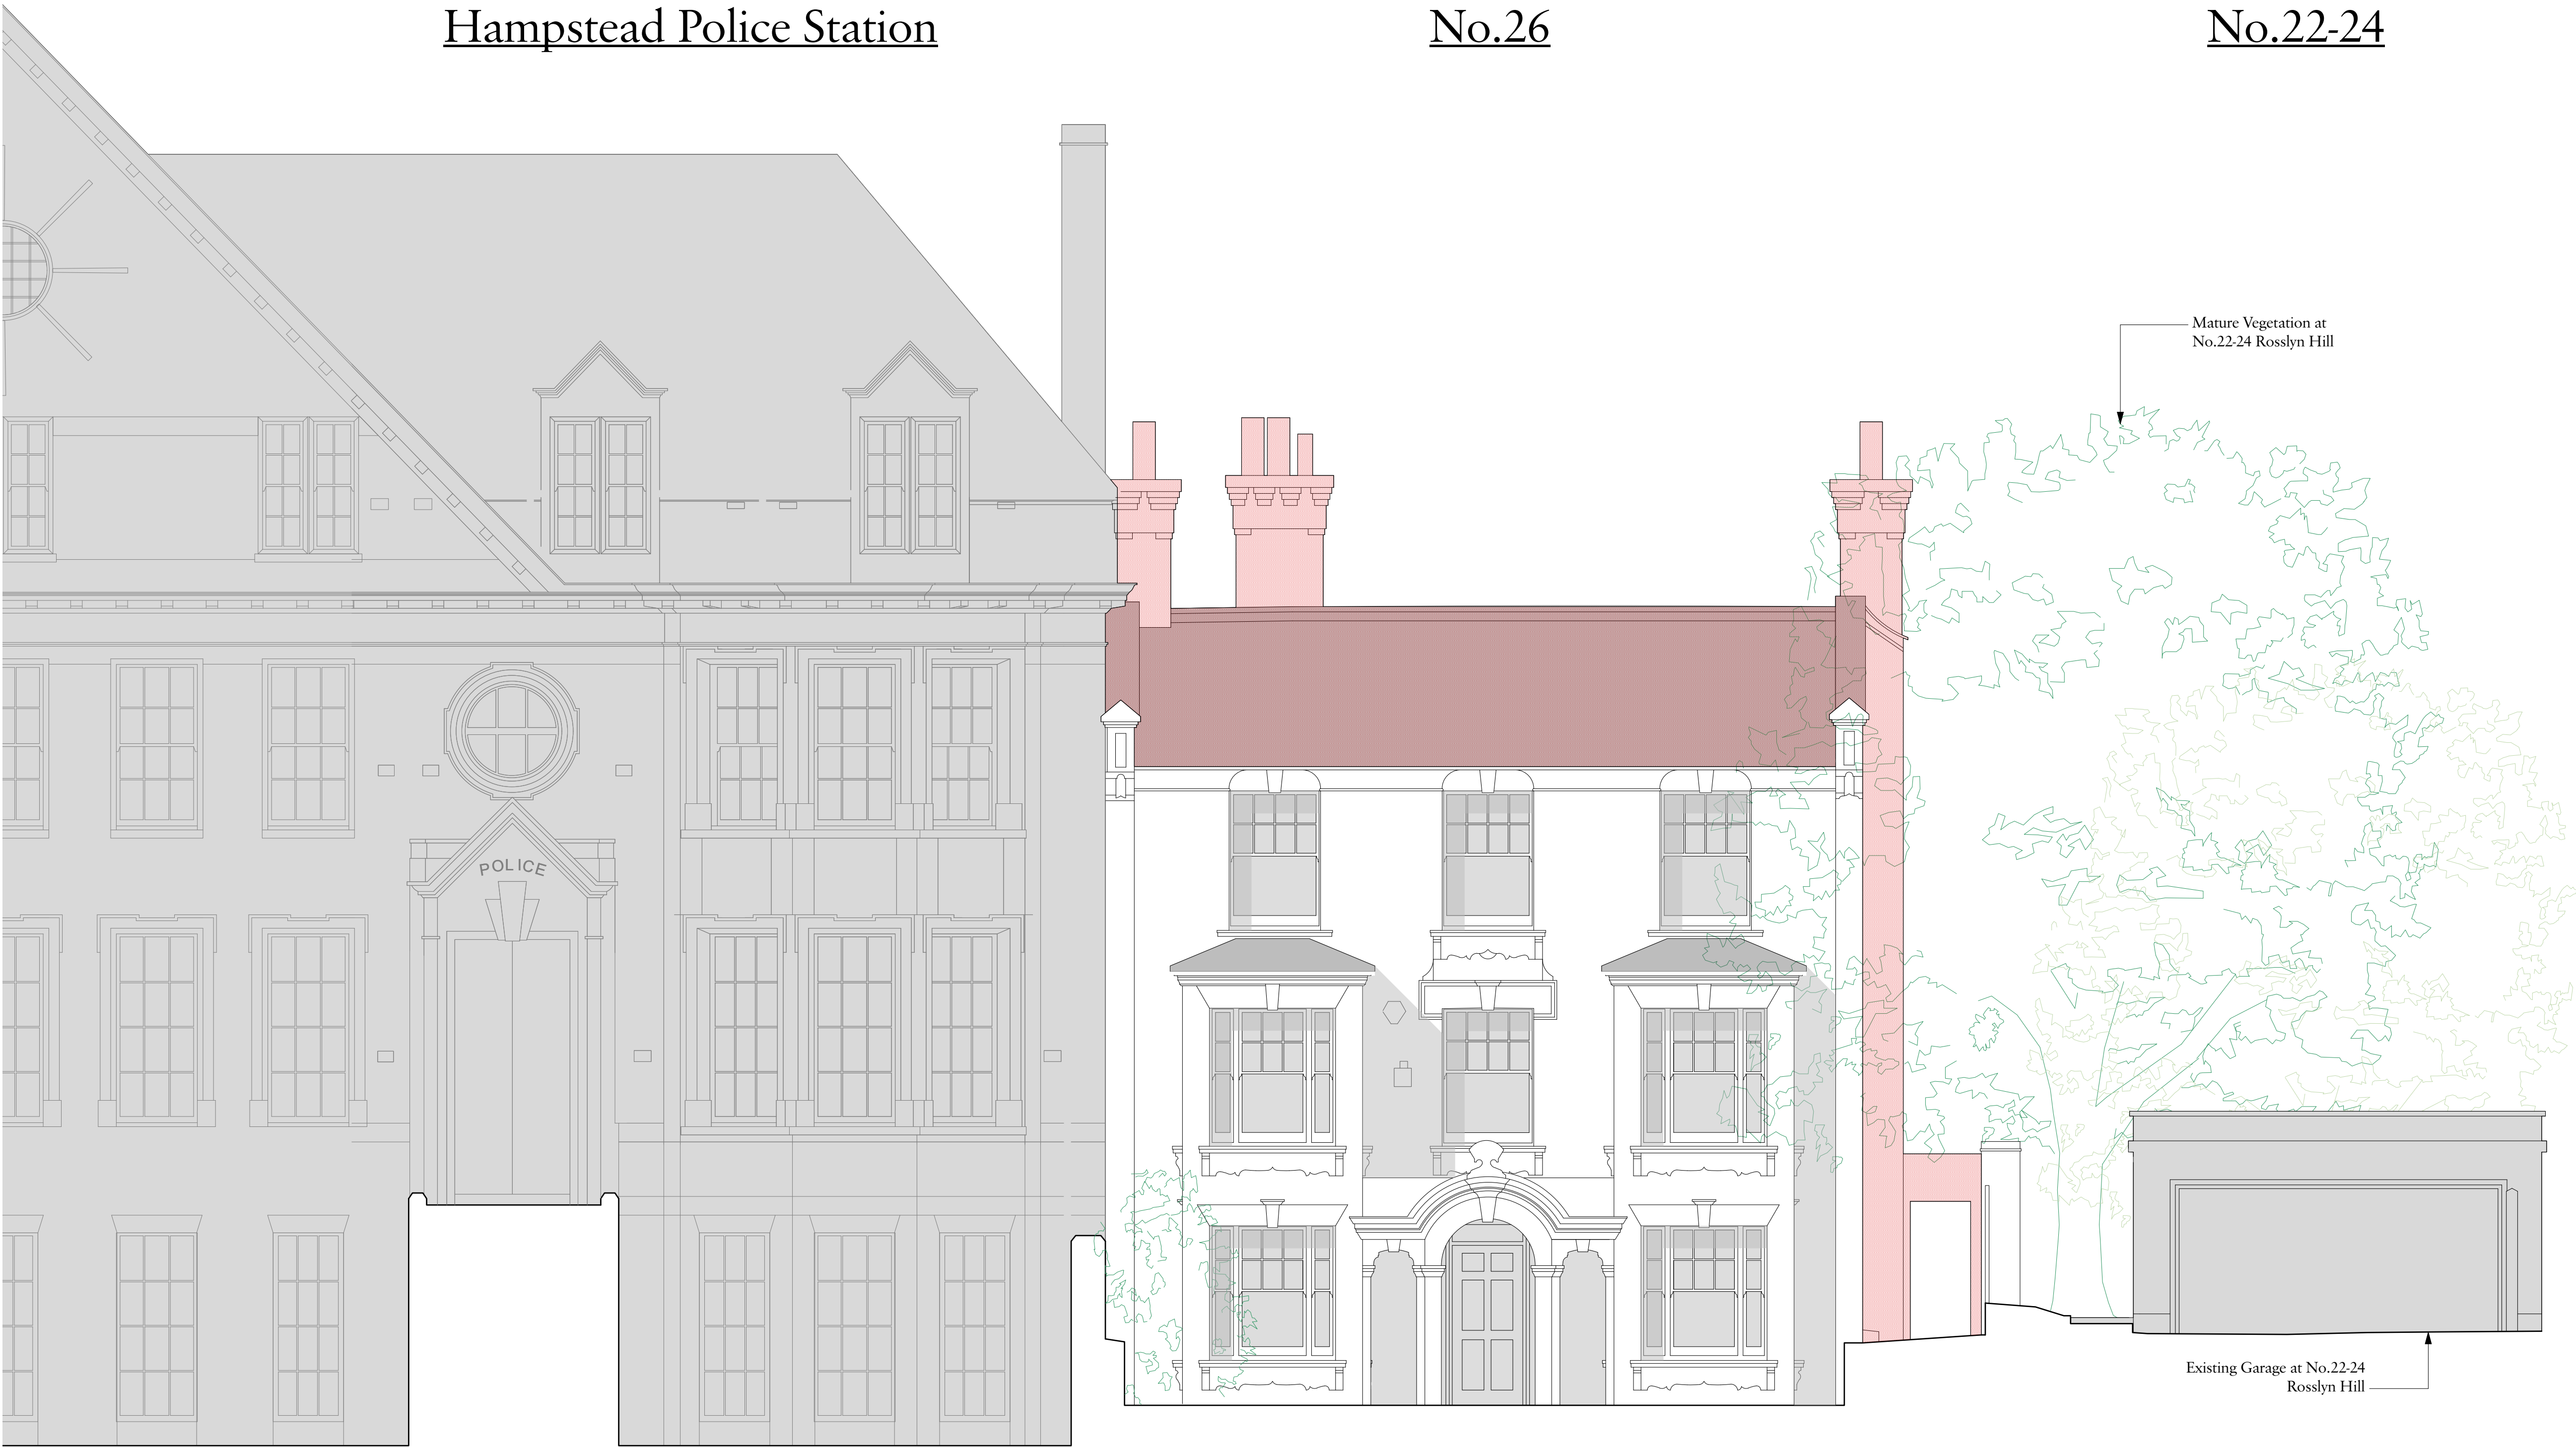 Hampstead Police Station
No.26
No.22-24
Mature Vegetation at
No.22-24 Rosslyn Hill
POLICE
Existing Garage at No.22-24
Rosslyn Hill